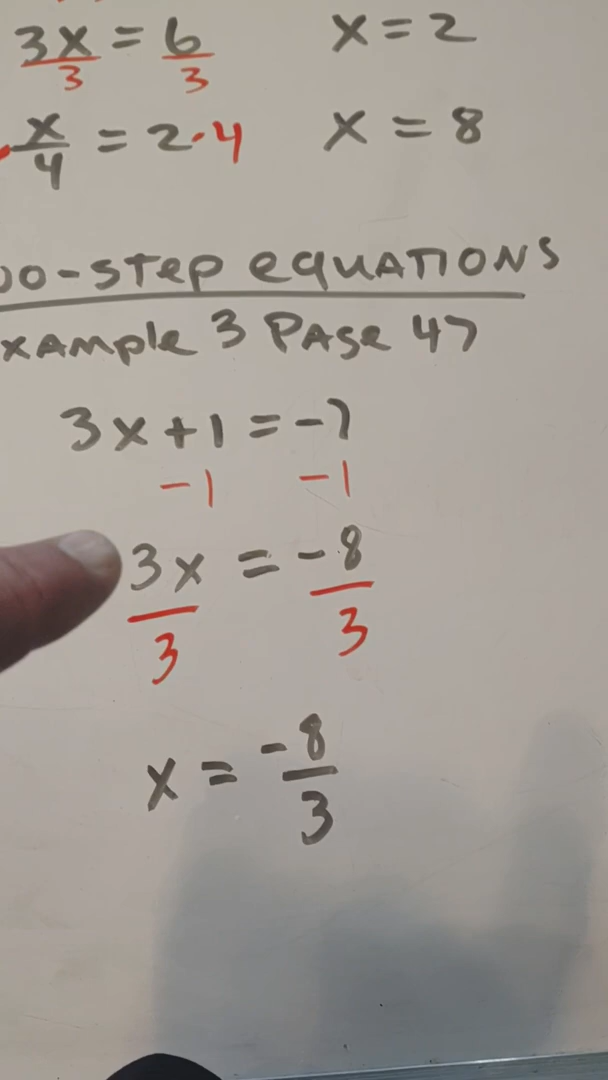 3x = 6 x = 2
3 3
x/4 = 2·4 x = 8
o-step equations
xample 3 Page 47
3x + 1 = -7
-1 -1
3x = -8
3 3
x = -8/3